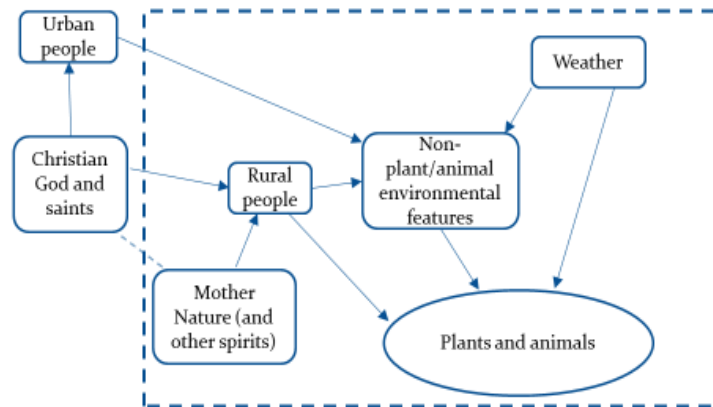 Urban
people
Weather
Christian
God and
saints
Rural
people
Non-
plant/animal
environmental
features
Mother
Nature (and
other spirits)
Plants and animals